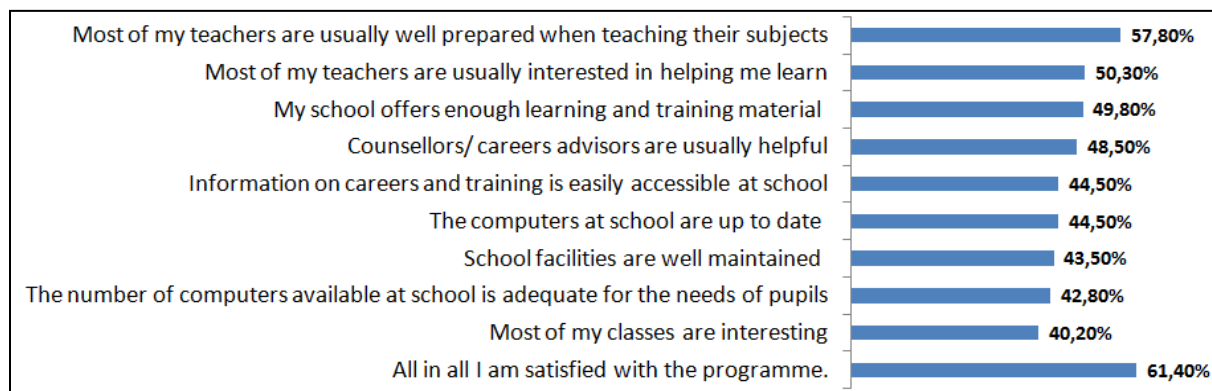 Most of my teachers are usually well prepared when teaching their subjects 57,80%
Most of my teachers are usually interested in helping me learn 50,30%
My school offers enough learning and training material 49,80%
Counsellors/ careers advisors are usually helpful 48,50%
Information on careers and training is easily accessible at school 44,50%
The computers at school are up to date 44,50%
School facilities are well maintained 43,50%
The number of computers available at school is adequate for the needs of pupils 42,80%
Most of my classes are interesting 40,20%
All in all I am satisfied with the programme. 61,40%